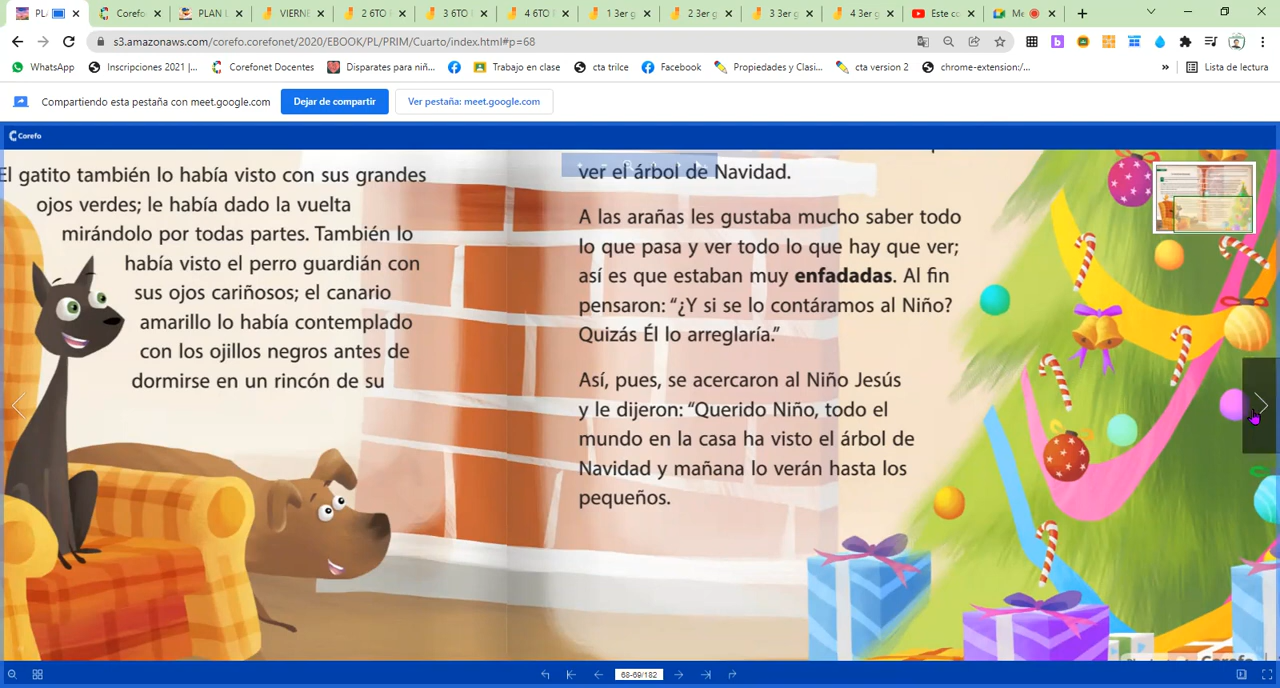 PL
Corefo
PLAN L
VIERNE
2 6TO
3 6TO
4 6TO
1 3er g
2 3er g
3 3er g
4 3er g
Este co
Me
s3.amazonaws.com/corefo.corefonet/2020/EBOOK/PL/PRIM/Cuarto/index.html#p=68
WhatsApp
Inscripciones 2021 |...
Corefonet Docentes
Disparates para niñ...
Trabajo en clase
cta trilce
Facebook
Propiedades y Clasi...
cta version 2
chrome-extension:/...
»
Lista de lectura
Compartiendo esta pestaña con meet.google.com
Dejar de compartir
Ver pestaña: meet.google.com
Corefo
El gatito también lo había visto con sus grandes
ojos verdes; le había dado la vuelta
mirándolo por todas partes. También lo
había visto el perro guardián con
sus ojos cariñosos; el canario
amarillo lo había contemplado
con los ojillos negros antes de
dormirse en un rincón de su
ver el árbol de Navidad.
A las arañas les gustaba mucho saber todo
lo que pasa y ver todo lo que hay que ver;
así es que estaban muy enfadadas. Al fin
pensaron: “¿Y si se lo contáramos al Niño?
Quizás Él lo arreglaría.”
Así, pues, se acercaron al Niño Jesús
y le dijeron: “Querido Niño, todo el
mundo en la casa ha visto el árbol de
Navidad y mañana lo verán hasta los
pequeños.
68-69/182